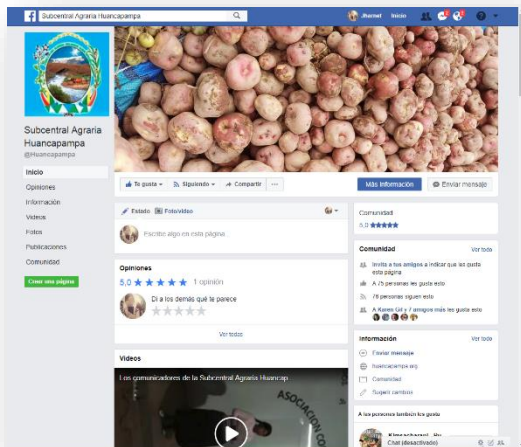 Subcentral Agraria Huancapampa
Jhamef Inicio
Subcentral Agraria
Huancapampa
@Huancapampa
Inicio
Opiniones
Información
Videos
Fotos
Publicaciones
Comunidad
Crear una página
Te gusta
Siguiendo
Compartir
Más información
Enviar mensaje
Estado
Foto/video
Escribe algo en esta página
Opiniones
5,0 1 opinión
Di a los demás qué te parece
Ver todas
Videos
Los comunicadores de la Subcentral Agraria Huancap
Comunidad
5,0
Comunidad Ver todo
Invita a tus amigos a indicar que les gusta
esta página
A 75 personas les gusta esto
76 personas siguen esto
A Karen Gil y 7 amigos más les gusta esto
Información Ver todo
Enviar mensaje
huancapampa.org
Comunidad
Sugerir cambios
A las personas también les gusta
Chat (desactivado)